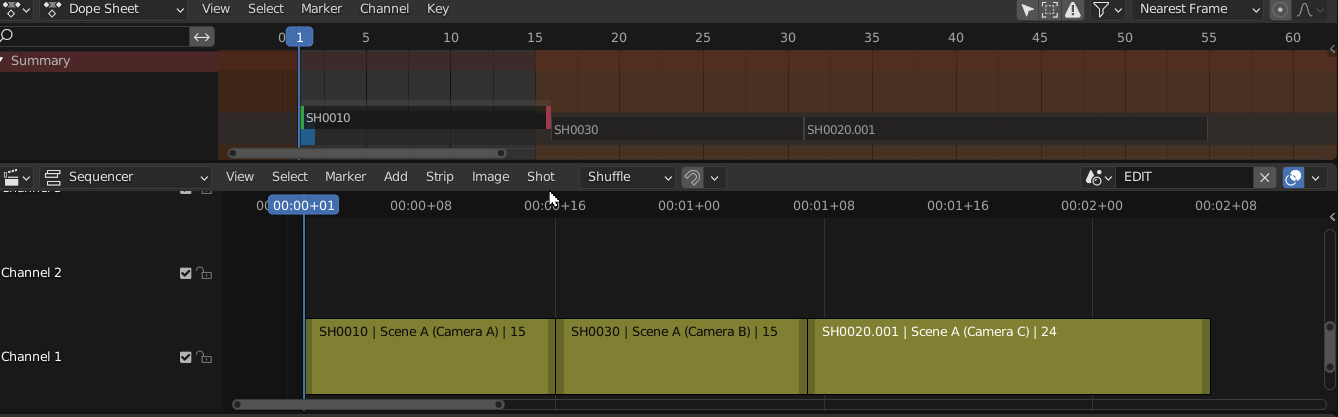 Dope Sheet View Select Marker Channel Key Nearest Frame
0 1 5 10 15 20 25 30 35 40 45 50 55 60
Summary
SH0010
SH0030 SH0020.001
Sequencer View Select Marker Add Strip Image Shot Shuffle EDIT
00:00+01 00:00+08 00:00+16 00:01+00 00:01+08 00:01+16 00:02+00 00:02+08
Channel 2
SH0010 | Scene A (Camera A) | 15 SH0030 | Scene A (Camera B) | 15 SH0020.001 | Scene A (Camera C) | 24
Channel 1